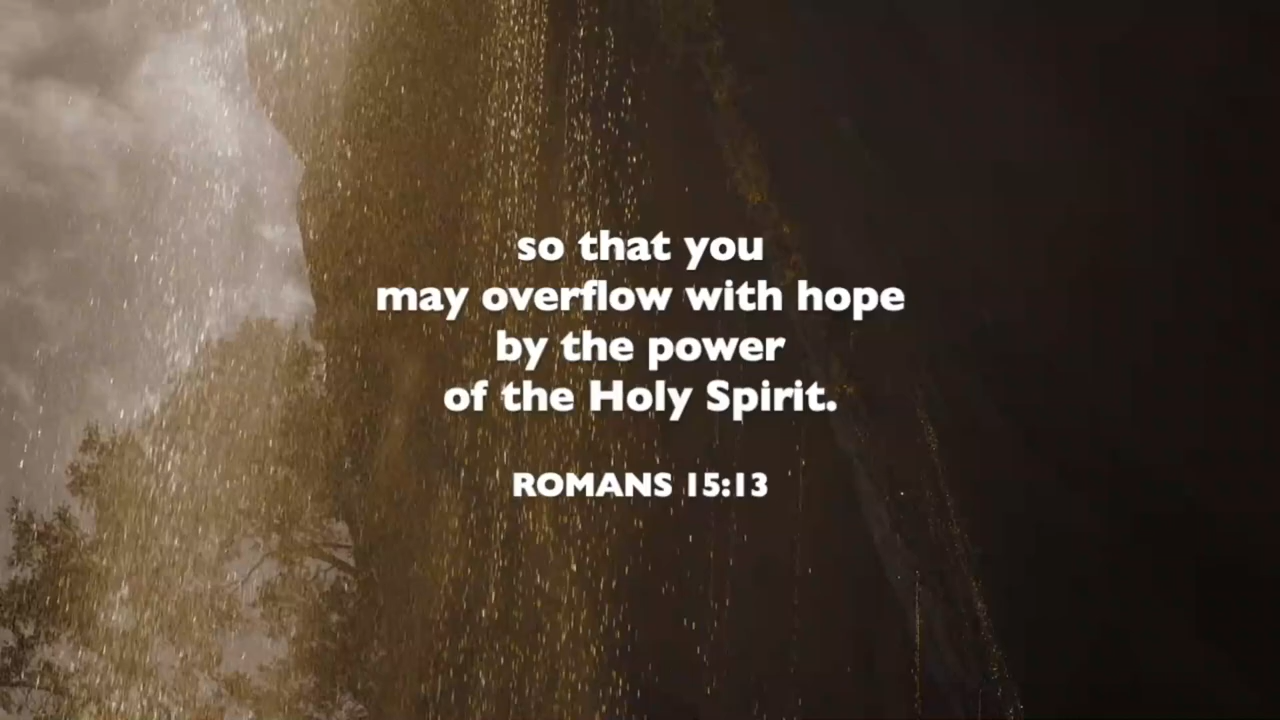 so that you
may overflow with hope
by the power
of the Holy Spirit.
ROMANS 15:13